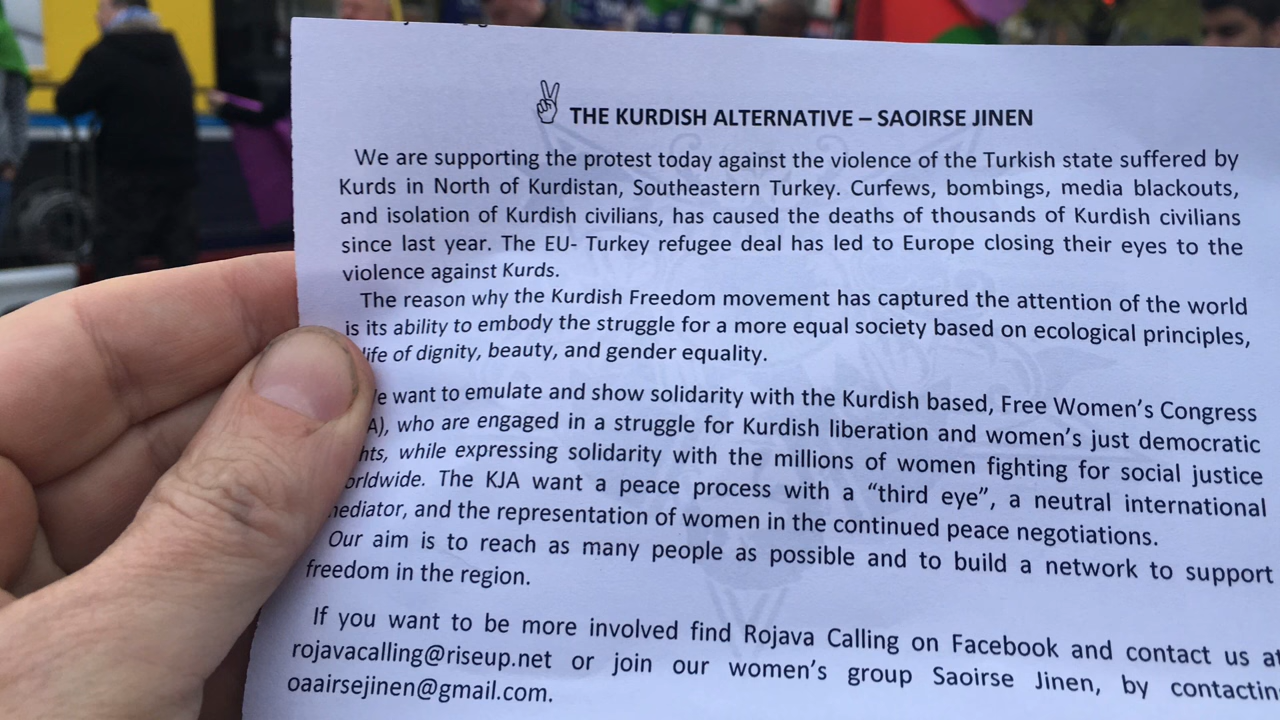 THE KURDISH ALTERNATIVE – SAOIRSE JINEN
We are supporting the protest today against the violence of the Turkish state suffered by
Kurds in North of Kurdistan, Southeastern Turkey. Curfews, bombings, media blackouts,
and isolation of Kurdish civilians, has caused the deaths of thousands of Kurdish civilians
since last year. The EU- Turkey refugee deal has led to Europe closing their eyes to the
violence against Kurds.
The reason why the Kurdish Freedom movement has captured the attention of the world
is its ability to embody the struggle for a more equal society based on ecological principles,
life of dignity, beauty, and gender equality.
e want to emulate and show solidarity with the Kurdish based, Free Women's Congress
A), who are engaged in a struggle for Kurdish liberation and women's just democratic
hts, while expressing solidarity with the millions of women fighting for social justice
orldwide. The KJA want a peace process with a "third eye", a neutral international
mediator, and the representation of women in the continued peace negotiations.
Our aim is to reach as many people as possible and to build a network to support
freedom in the region.
If you want to be more involved find Rojava Calling on Facebook and contact us at
rojavacalling@riseup.net or join our women's group Saoirse Jinen, by contactin
oaairsejinen@gmail.com.